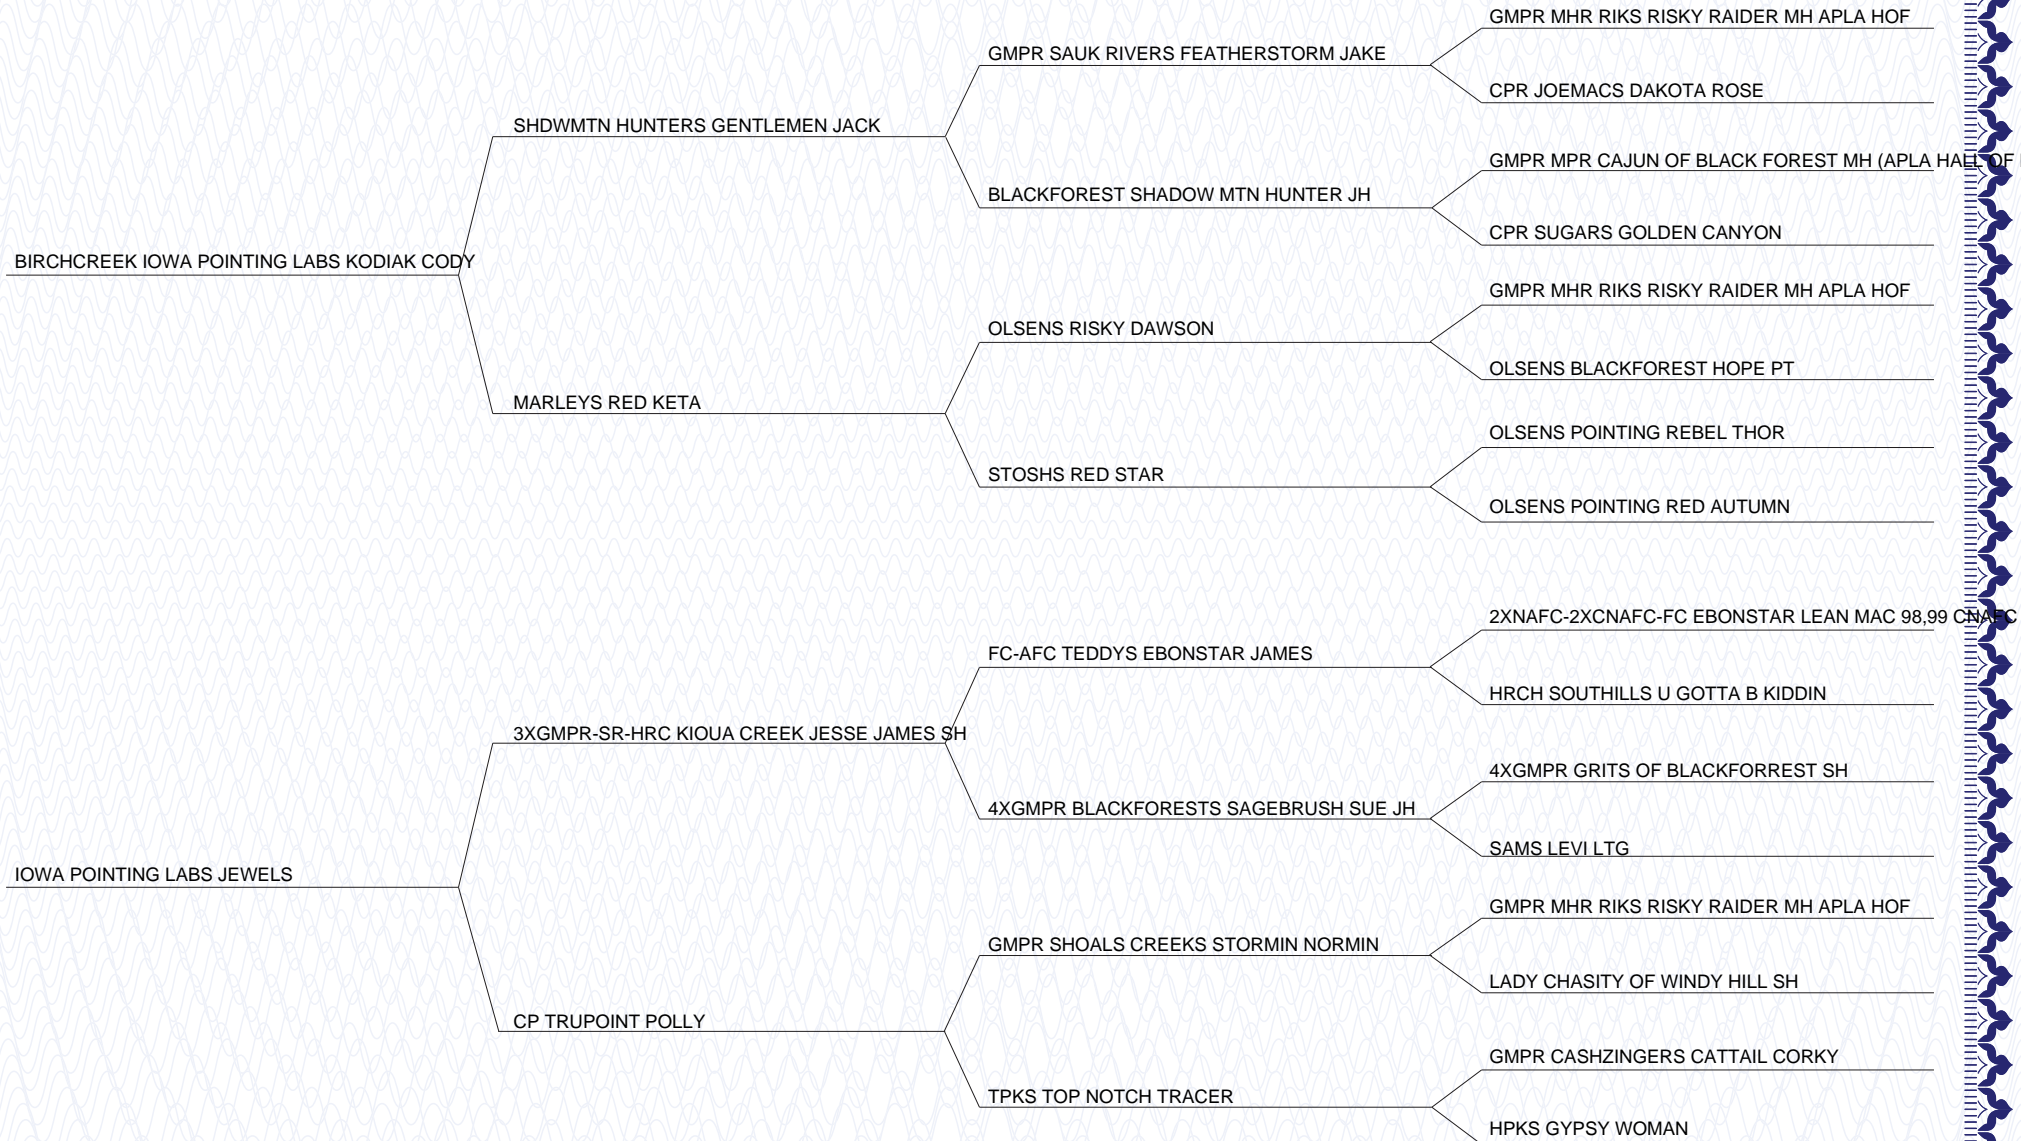 GMPR MHR RIKS RISKY RAIDER MH APLA HOF
GMPR SAUK RIVERS FEATHERSTORM JAKE
CPR JOEMACS DAKOTA ROSE
SHDWMTN HUNTERS GENTLEMEN JACK
GMPR MPR CAJUN OF BLACK FOREST MH (APLA HALL OF
BLACKFOREST SHADOW MTN HUNTER JH
CPR SUGARS GOLDEN CANYON
BIRCHCREEK IOWA POINTING LABS KODIAK CODY
GMPR MHR RIKS RISKY RAIDER MH APLA HOF
OLSENS RISKY DAWSON
OLSENS BLACKFOREST HOPE PT
MARLEYS RED KETA
OLSENS POINTING REBEL THOR
STOSHS RED STAR
OLSENS POINTING RED AUTUMN
2XNAFC-2XCNAFC-FC EBONSTAR LEAN MAC 98,99 CNAFC
FC-AFC TEDDYS EBONSTAR JAMES
HRCH SOUTHILLS U GOTTA B KIDDIN
3XGMPR-SR-HRC KIOUA CREEK JESSE JAMES SH
4XGMPR GRITS OF BLACKFORREST SH
4XGMPR BLACKFORESTS SAGEBRUSH SUE JH
SAMS LEVI LTG
IOWA POINTING LABS JEWELS
GMPR MHR RIKS RISKY RAIDER MH APLA HOF
GMPR SHOALS CREEKS STORMIN NORMIN
LADY CHASITY OF WINDY HILL SH
CP TRUPOINT POLLY
GMPR CASHZINGERS CATTAIL CORKY
TPKS TOP NOTCH TRACER
HPKS GYPSY WOMAN